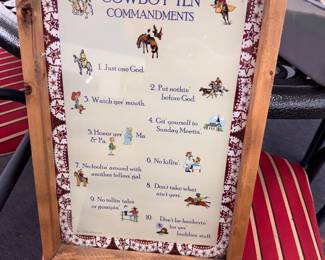 COWBOY TEN
COMMANDMENTS
1. Just one God.
2. Put nothin'
before God.
3. Watch yer mouth.
4. Git yourself to
Sunday Meetin'.
5. Honor yer Ma
& Pa.
6. No killin'.
7. No foolin' around with
another fellers gal.
8. Don't take what
ain't yers.
9. No tellin' tales
or gossipin'.
10. Don't be hankerin'
for yer
buddies stuff.